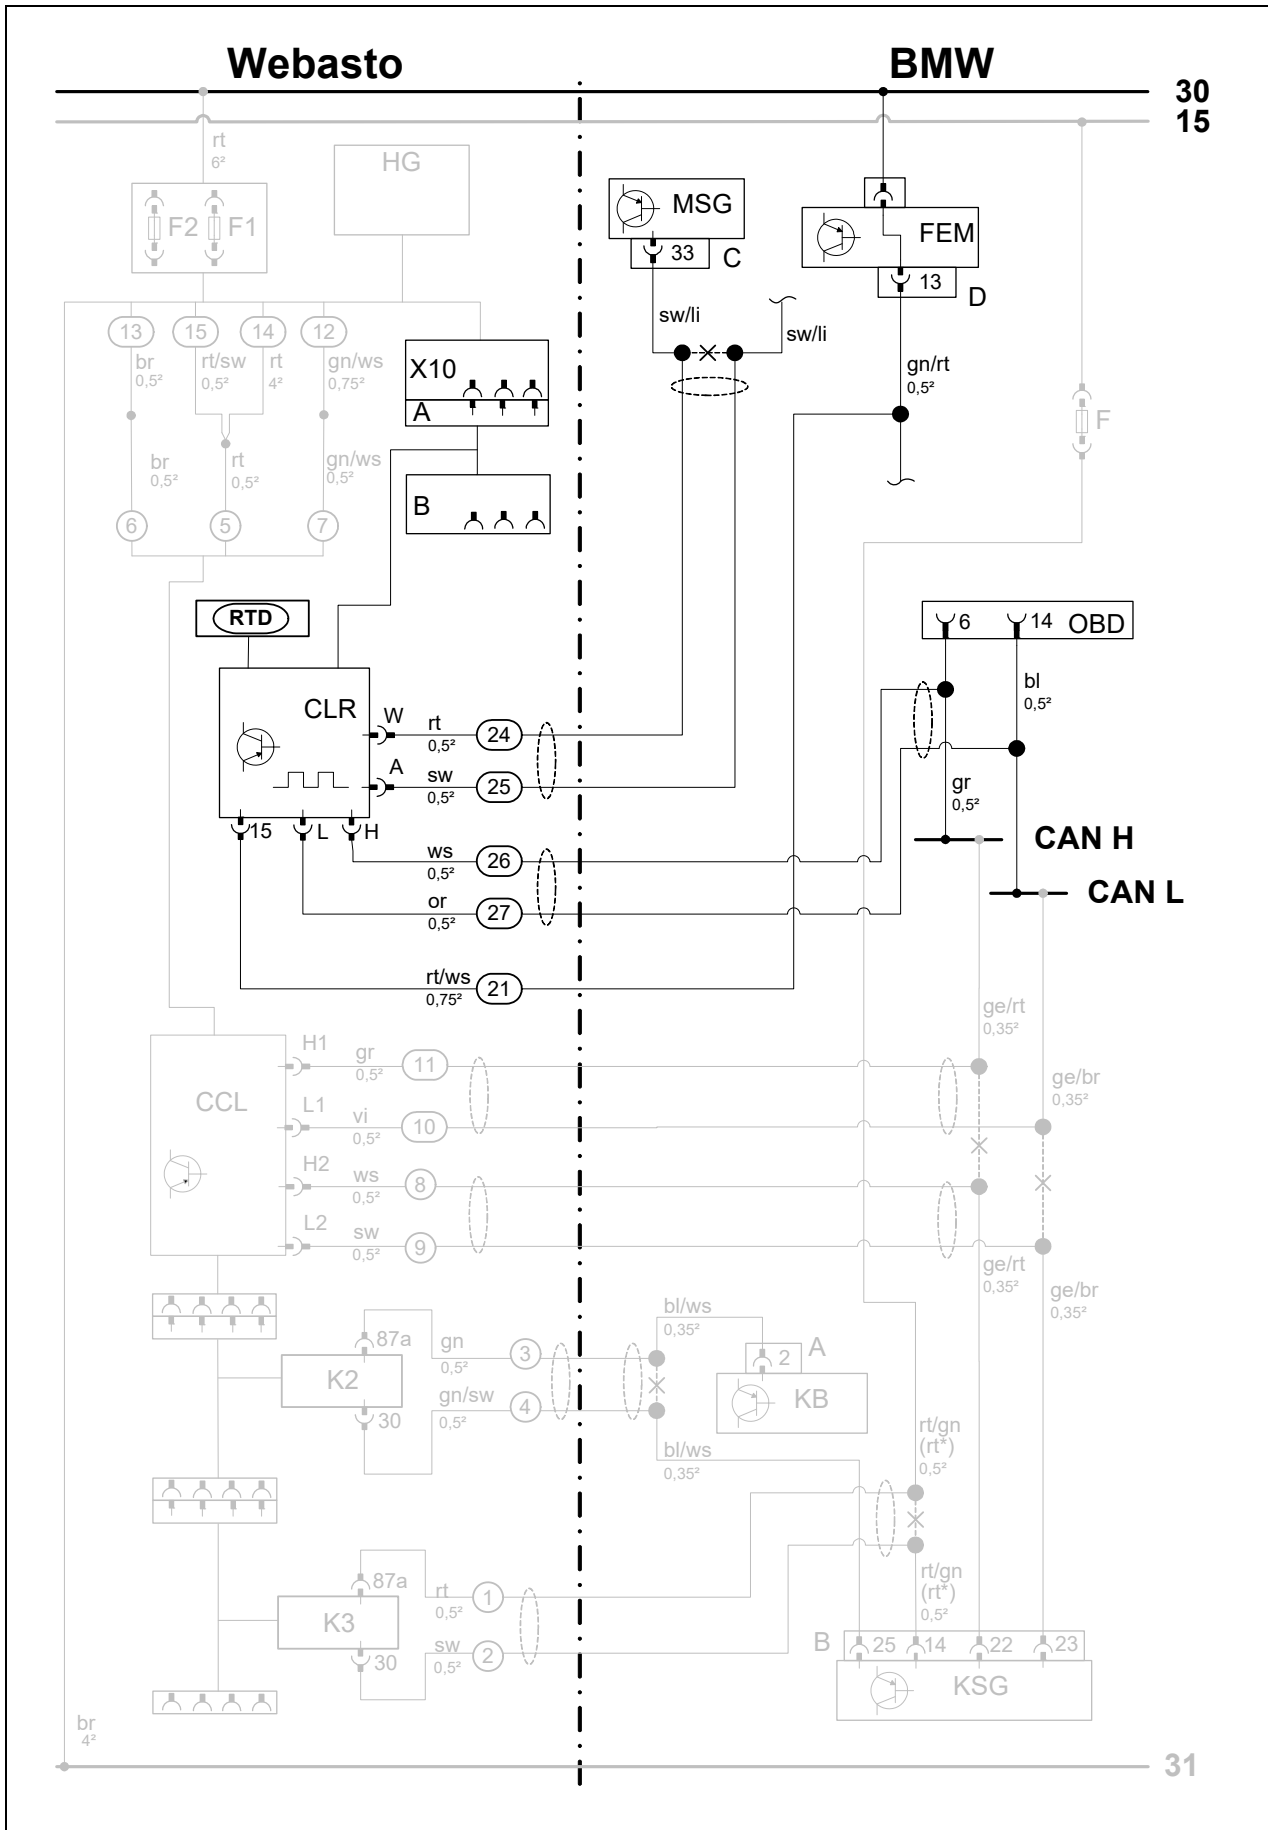 Webasto
BMW
30
15
rt
6²
HG
F2
F1
MSG
33
C
FEM
13
D
sw/li
sw/li
13
15
14
12
br
0,5²
rt/sw
0,5²
rt
4²
gn/ws
0,75²
X10
A
gn/rt
0,5²
F
br
0,5²
rt
0,5²
gn/ws
0,5²
B
6
5
7
RTD
6
14
OBD
CLR
W
rt
0,5²
24
A
sw
0,5²
25
bl
0,5²
gr
0,5²
15
L
H
ws
0,5²
26
CAN H
or
0,5²
27
CAN L
rt/ws
0,75²
21
ge/rt
0,35²
CCL
H1
gr
0,5²
11
ge/br
0,35²
L1
vi
0,5²
10
H2
ws
0,5²
8
L2
sw
0,5²
9
ge/rt
0,35²
ge/br
0,35²
bl/ws
0,35²
87a
gn
0,5²
3
2
A
K2
KB
gn/sw
0,5²
4
30
bl/ws
0,35²
rt/gn
(rt*)
0,5²
87a
rt
0,5²
1
rt/gn
(rt*)
0,5²
K3
sw
0,5²
2
30
B
25
14
22
23
KSG
br
4²
31